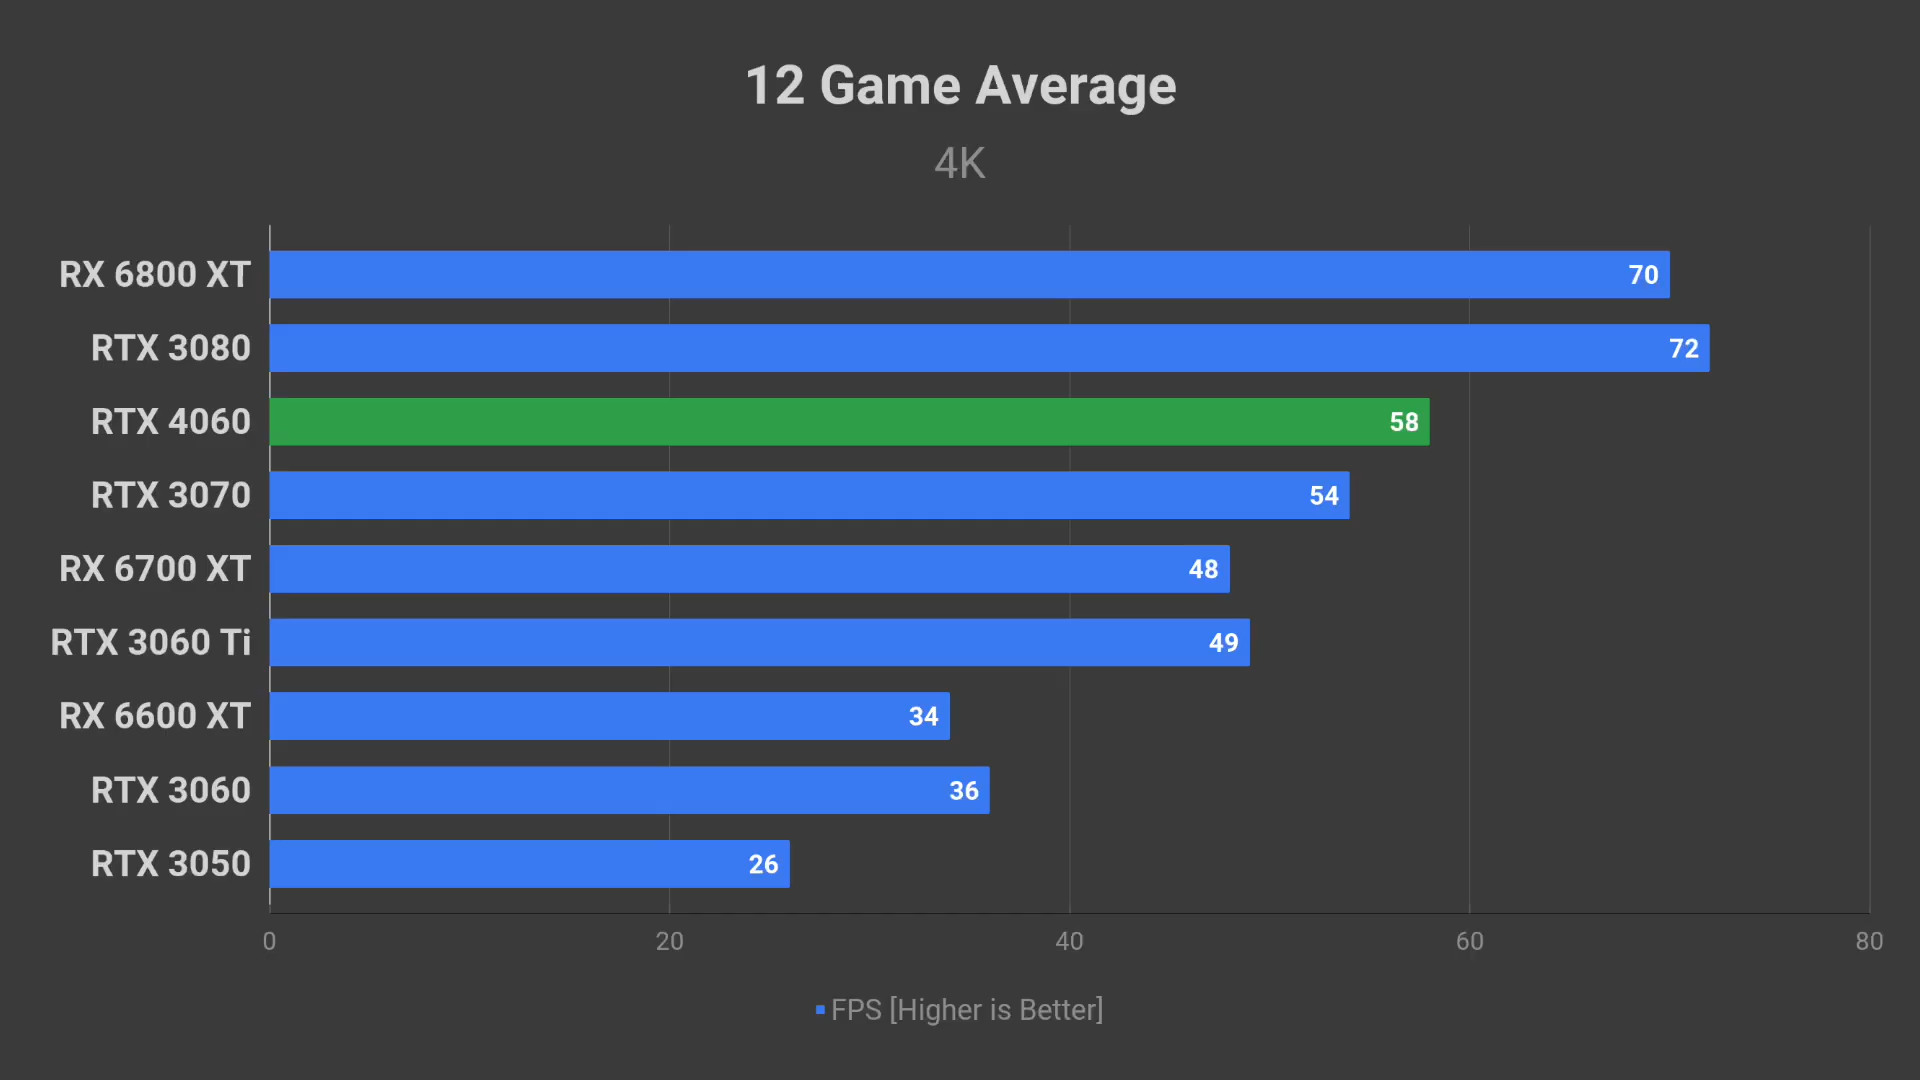 12 Game Average
4K
RX 6800 XT 70
RTX 3080 72
RTX 4060 58
RTX 3070 54
RX 6700 XT 48
RTX 3060 Ti 49
RX 6600 XT 34
RTX 3060 36
RTX 3050 26
0 20 40 60 80
FPS [Higher is Better]